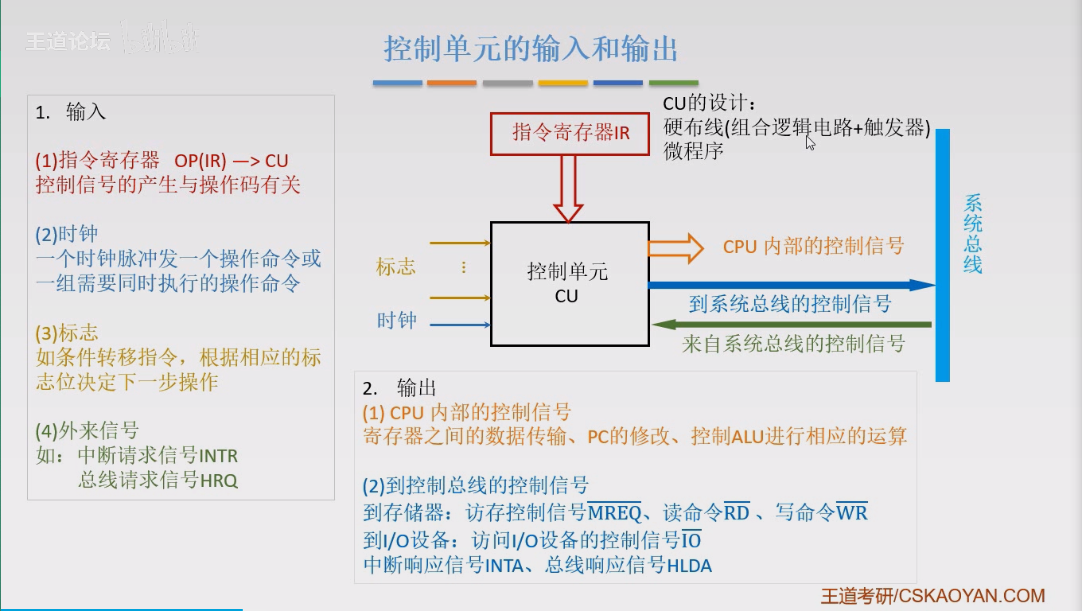 王道论坛
控制单元的输入和输出
1. 输入
(1)指令寄存器 OP(IR) —> CU
控制信号的产生与操作码有关
(2)时钟
一个时钟脉冲发一个操作命令或
一组需要同时执行的操作命令
(3)标志
如条件转移指令，根据相应的标
志位决定下一步操作
(4)外来信号
如：中断请求信号INTR
总线请求信号HRQ
指令寄存器IR
CU的设计：
硬布线(组合逻辑电路+触发器)
微程序
标志
⋮
时钟
控制单元
CU
CPU 内部的控制信号
到系统总线的控制信号
来自系统总线的控制信号
系统总线
2. 输出
(1) CPU 内部的控制信号
寄存器之间的数据传输、PC的修改、控制ALU进行相应的运算
(2)到控制总线的控制信号
到存储器：访存控制信号M̅R̅E̅Q̅、读命令R̅D̅ 、写命令W̅R̅
到I/O设备：访问I/O设备的控制信号I̅O̅
中断响应信号INTA、总线响应信号HLDA
王道考研/CSKAOYAN.COM